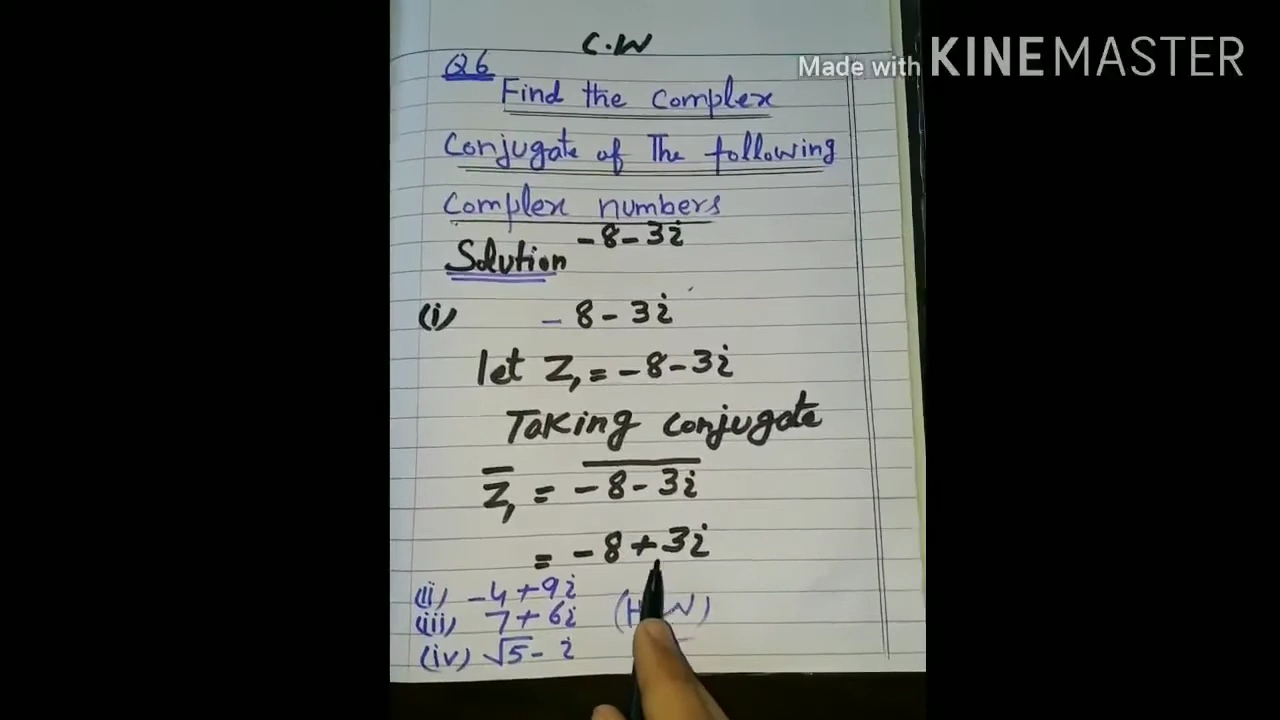 C.W
Made with KINEMASTER
Q6
Find the complex
Conjugate of The following
Complex numbers
-8-3i
Solution
(i) -8-3i
let Z₁ = -8-3i
Taking conjugate
Z̅₁ = \overline{-8-3i}
= -8+3i
(ii) -4+9i
(iii) 7+6i
(iv) √5- i